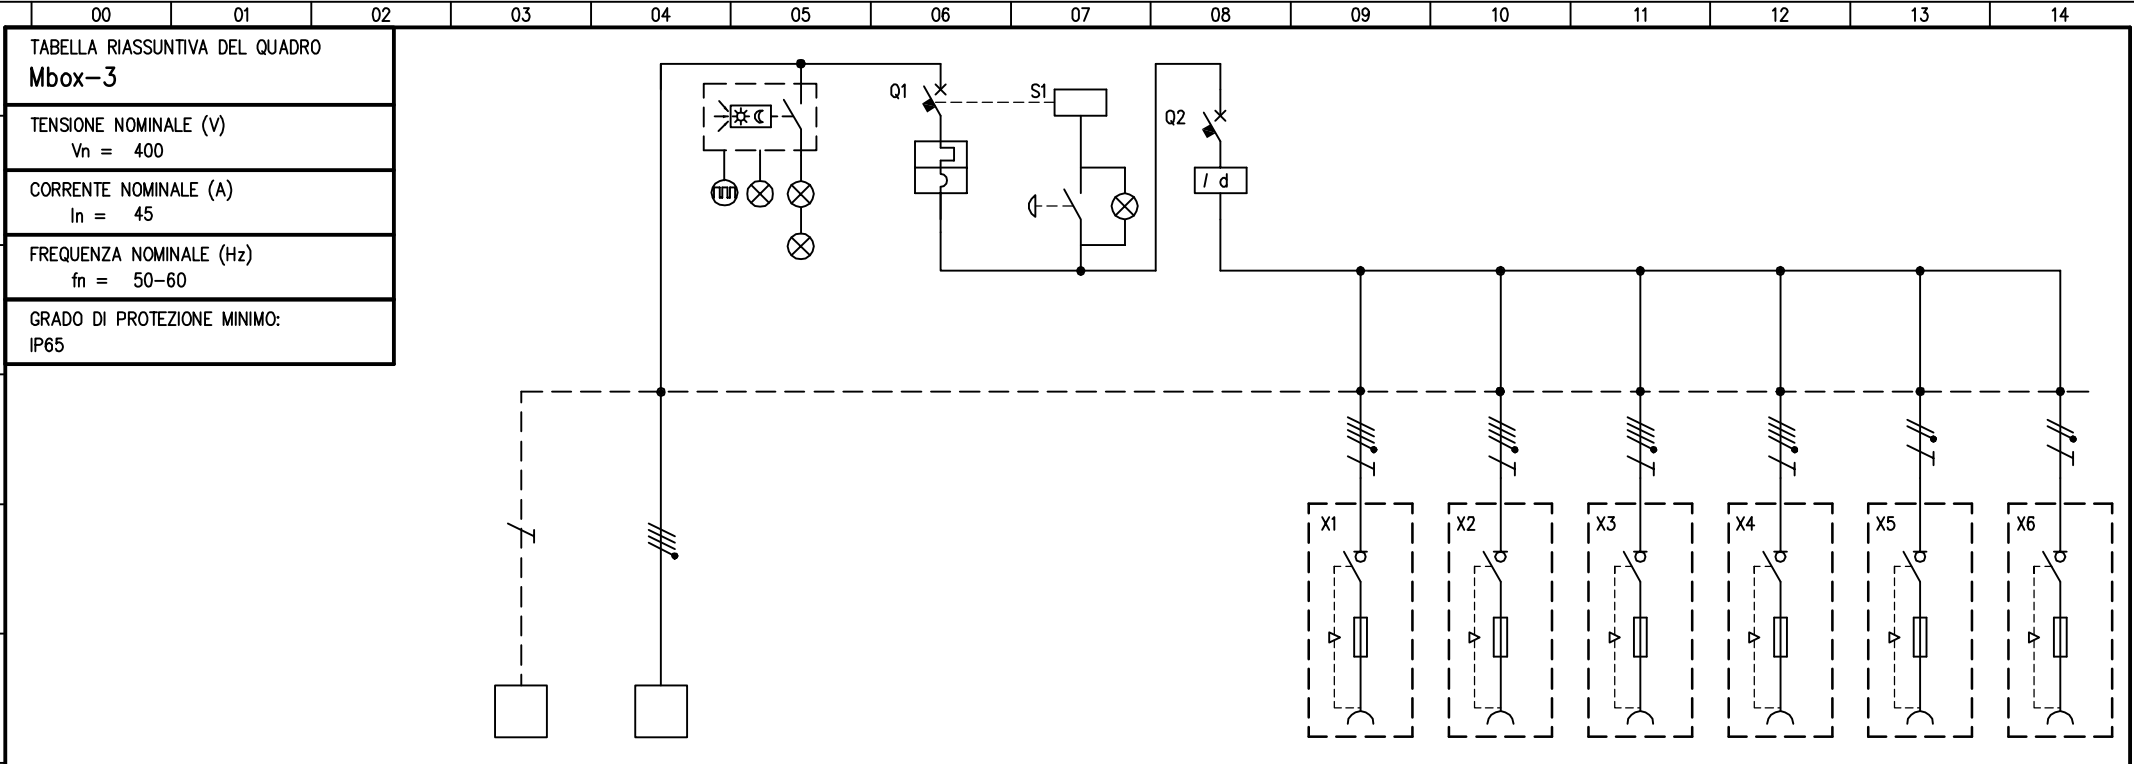 00 01 02 03 04 05 06 07 08 09 10 11 12 13 14
TABELLA RIASSUNTIVA DEL QUADRO
Mbox-3
TENSIONE NOMINALE (V)
Vn = 400
CORRENTE NOMINALE (A)
In = 45
FREQUENZA NOMINALE (Hz)
fn = 50-60
GRADO DI PROTEZIONE MINIMO:
IP65
Q1
S1
Q2
I d
X1 X2 X3 X4 X5 X6